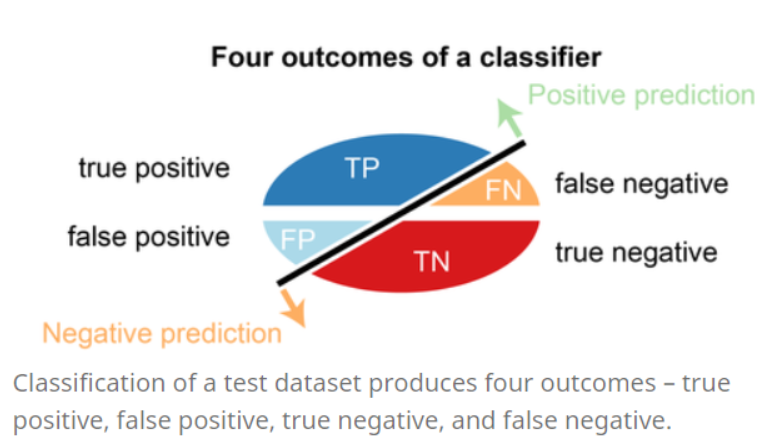 Four outcomes of a classifier
Positive prediction
true positive
TP
FN
false negative
false positive
FP
TN
true negative
Negative prediction
Classification of a test dataset produces four outcomes – true
positive, false positive, true negative, and false negative.